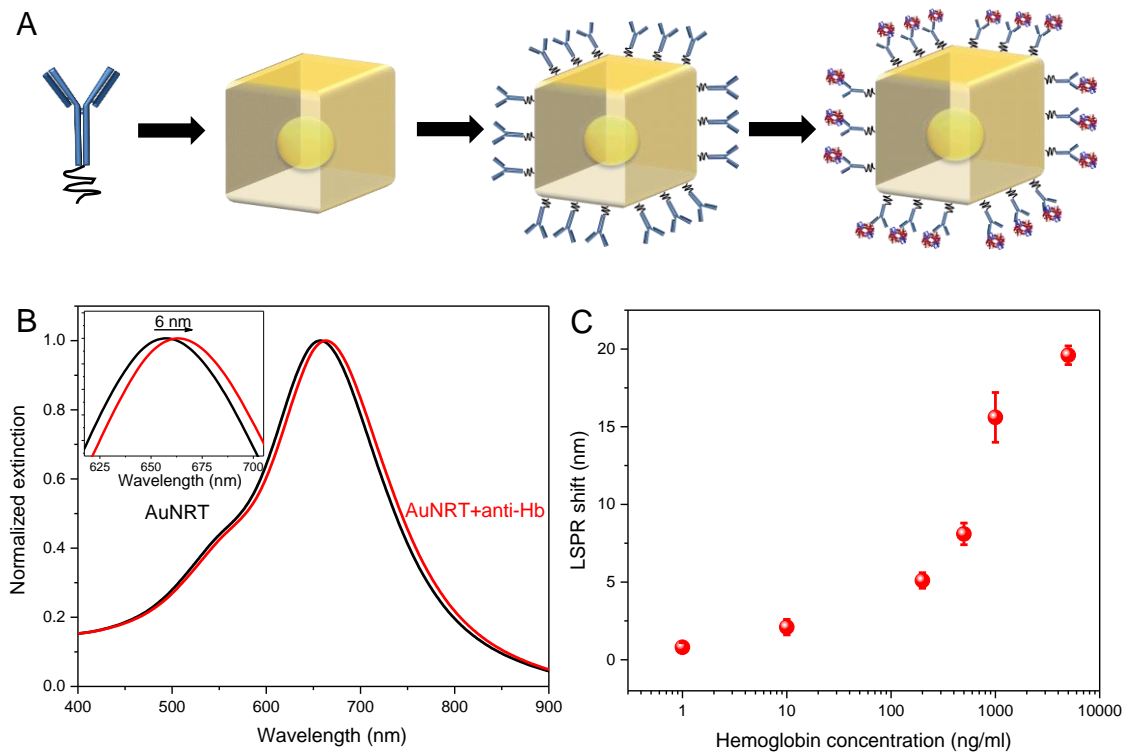 A
B
6 nm
625 650 675 700
Wavelength (nm)
AuNRT
AuNRT+anti-Hb
Normalized extinction
1.0
0.8
0.6
0.4
0.2
0.0
400 500 600 700 800 900
Wavelength (nm)
C
LSPR shift (nm)
20
15
10
5
0
1 10 100 1000 10000
Hemoglobin concentration (ng/ml)